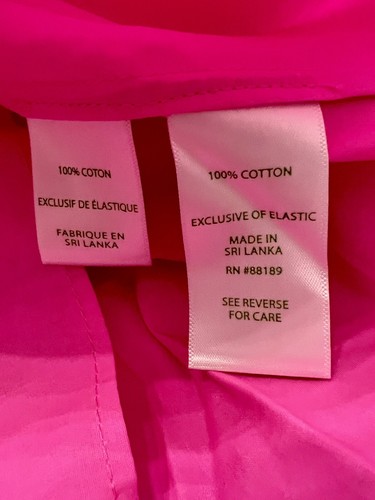 100% COTON
EXCLUSIF DE ÉLASTIQUE
FABRIQUE EN
SRI LANKA
100% COTTON
EXCLUSIVE OF ELASTIC
MADE IN
SRI LANKA
RN #88189
SEE REVERSE
FOR CARE